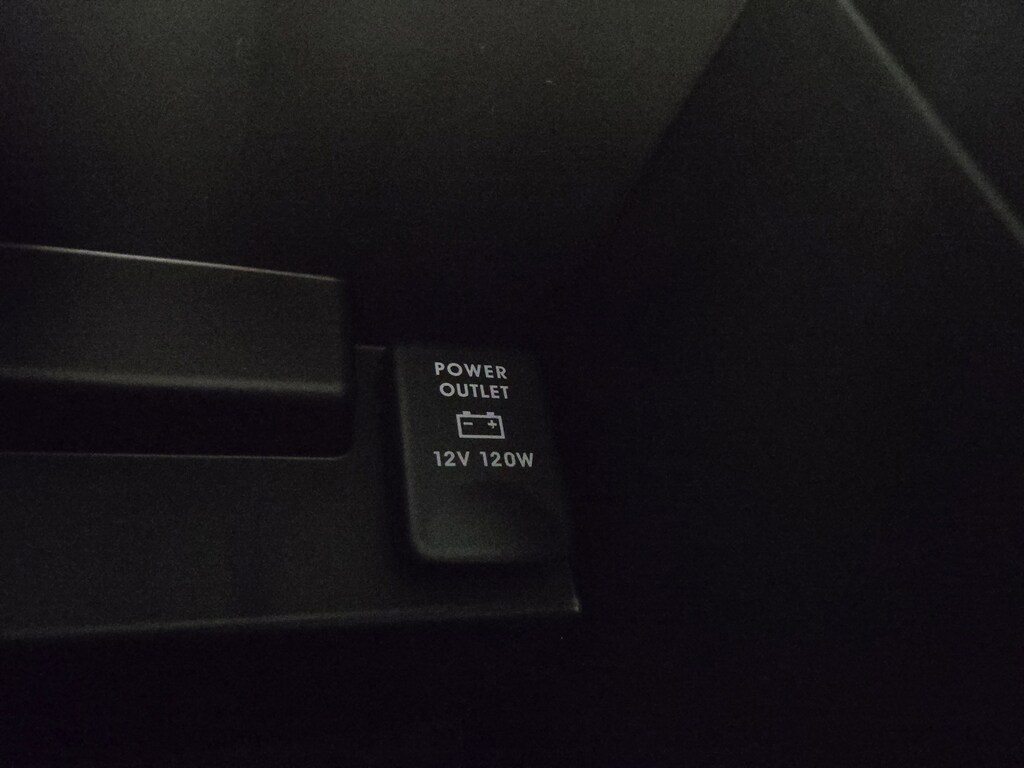 POWER
OUTLET
- +
12V 120W